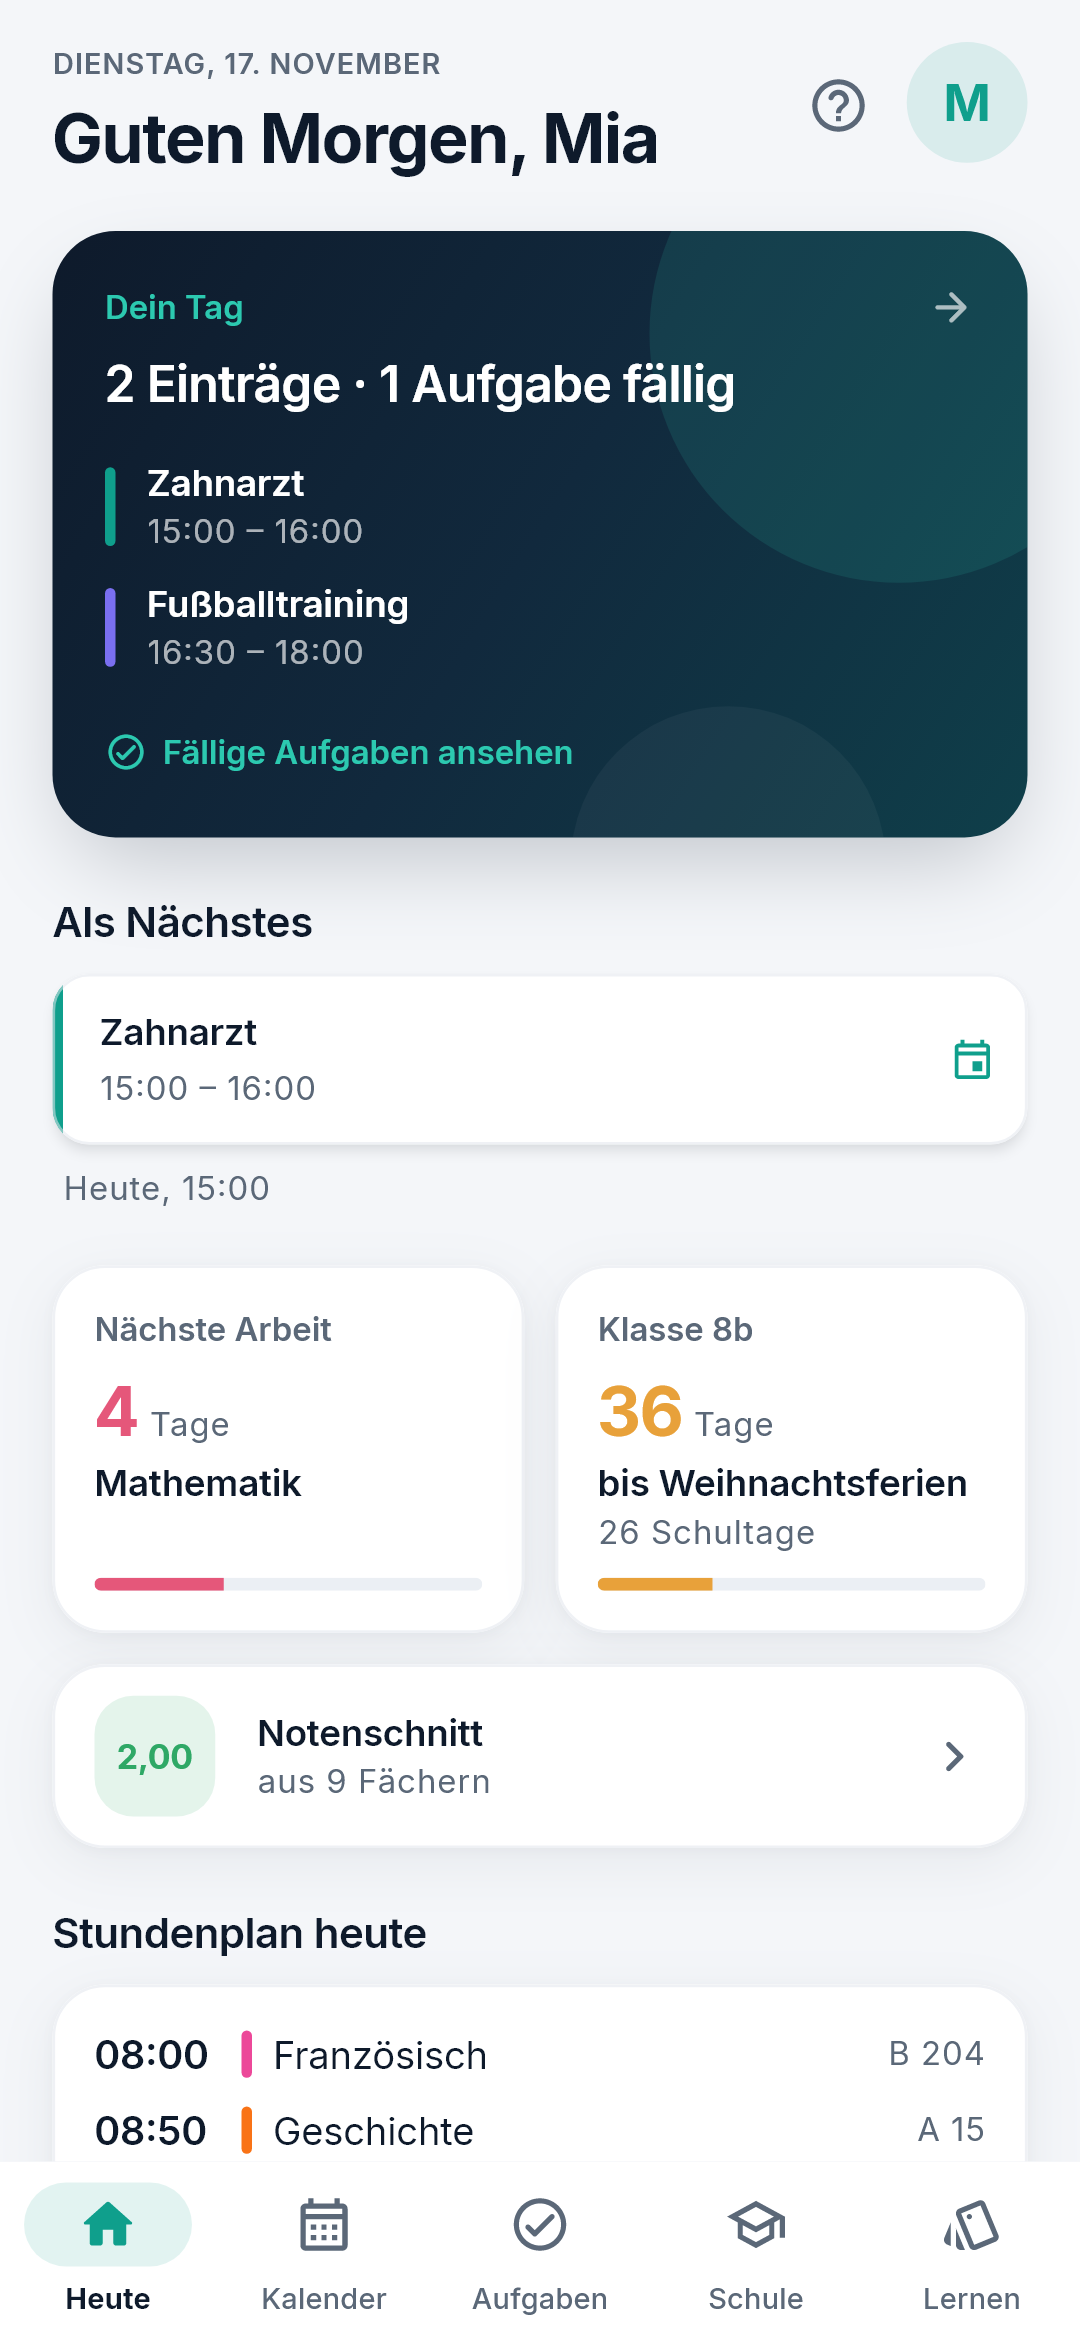 DIENSTAG, 17. NOVEMBER
Guten Morgen, Mia
M
Dein Tag
2 Einträge · 1 Aufgabe fällig
Zahnarzt
15:00 – 16:00
Fußballtraining
16:30 – 18:00
Fällige Aufgaben ansehen
Als Nächstes
Zahnarzt
15:00 – 16:00
Heute, 15:00
Nächste Arbeit
4 Tage
Mathematik
Klasse 8b
36 Tage
bis Weihnachtsferien
26 Schultage
2,00
Notenschnitt
aus 9 Fächern
Stundenplan heute
08:00 Französisch B 204
08:50 Geschichte A 15
Heute
Kalender
Aufgaben
Schule
Lernen